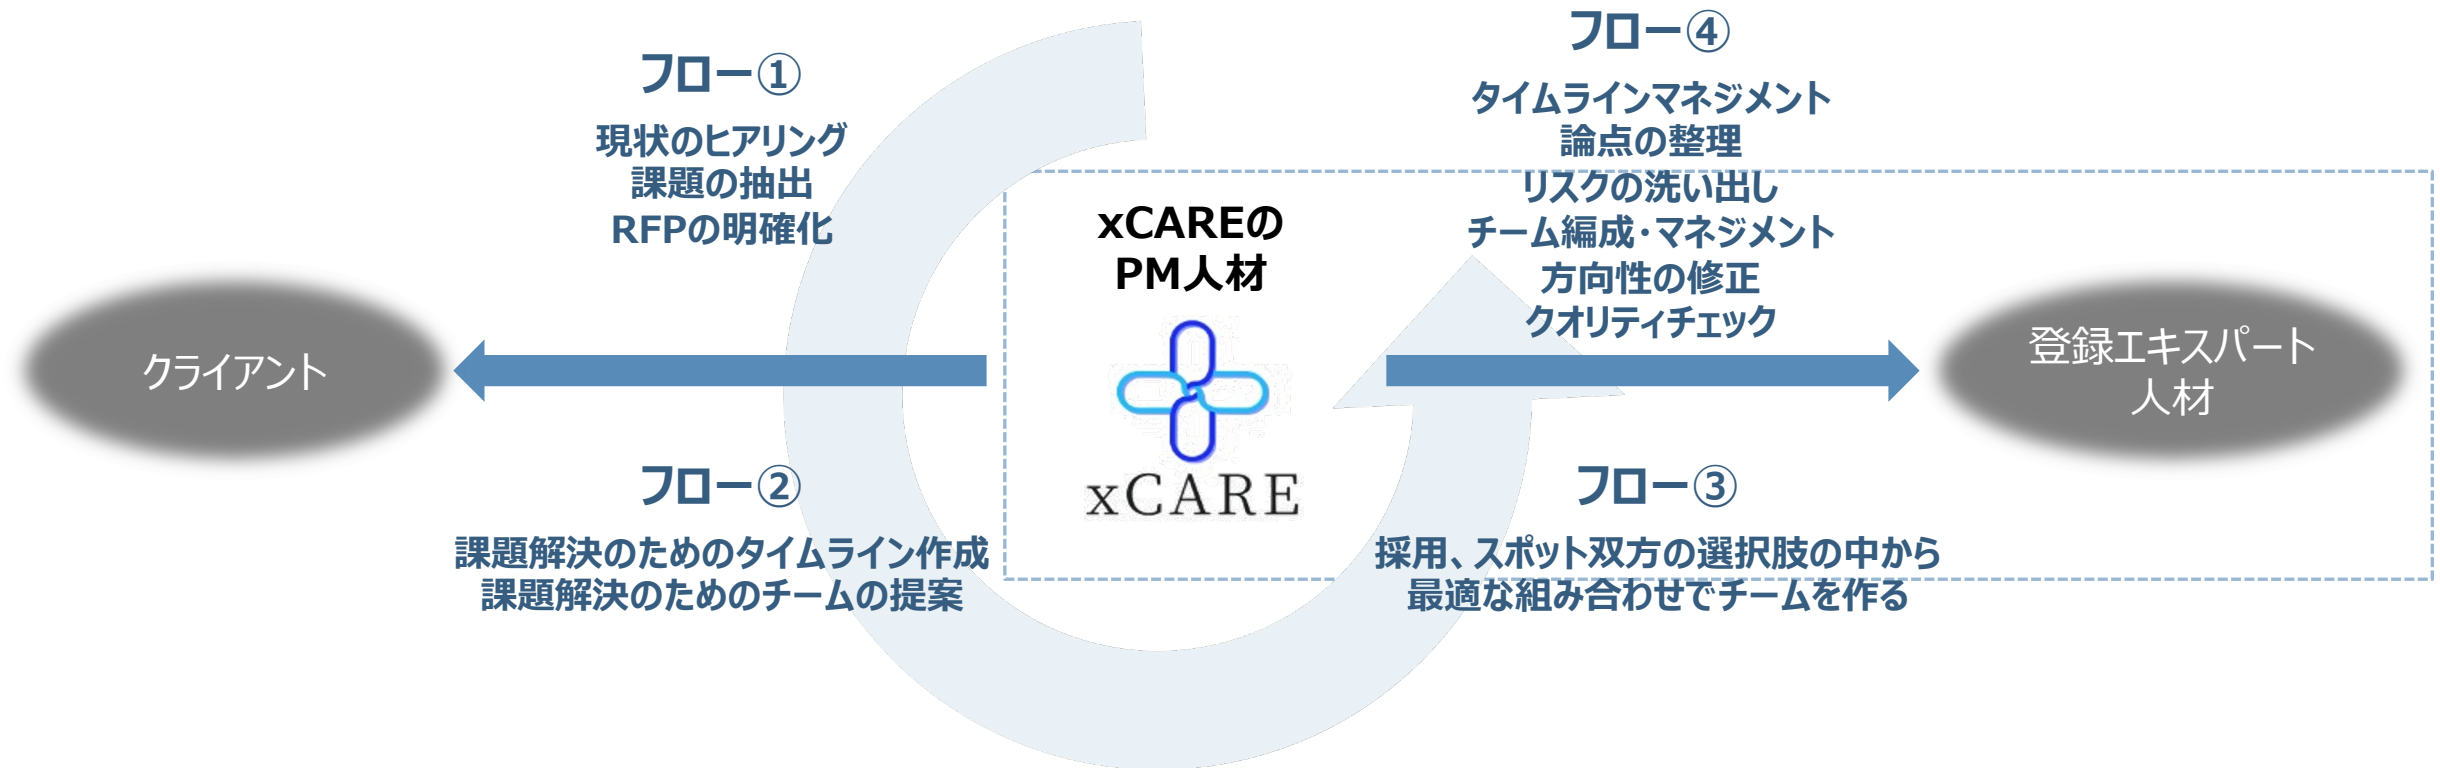 フロー①
現状のヒアリング
課題の抽出
RFPの明確化
フロー②
課題解決のためのタイムライン作成
課題解決のためのチームの提案
クライアント
xCAREの
PM人材
xCARE
フロー④
タイムラインマネジメント
論点の整理
リスクの洗い出し
チーム編成・マネジメント
方向性の修正
クオリティチェック
フロー③
採用、スポット双方の選択肢の中から
最適な組み合わせでチームを作る
登録エキスパート
人材